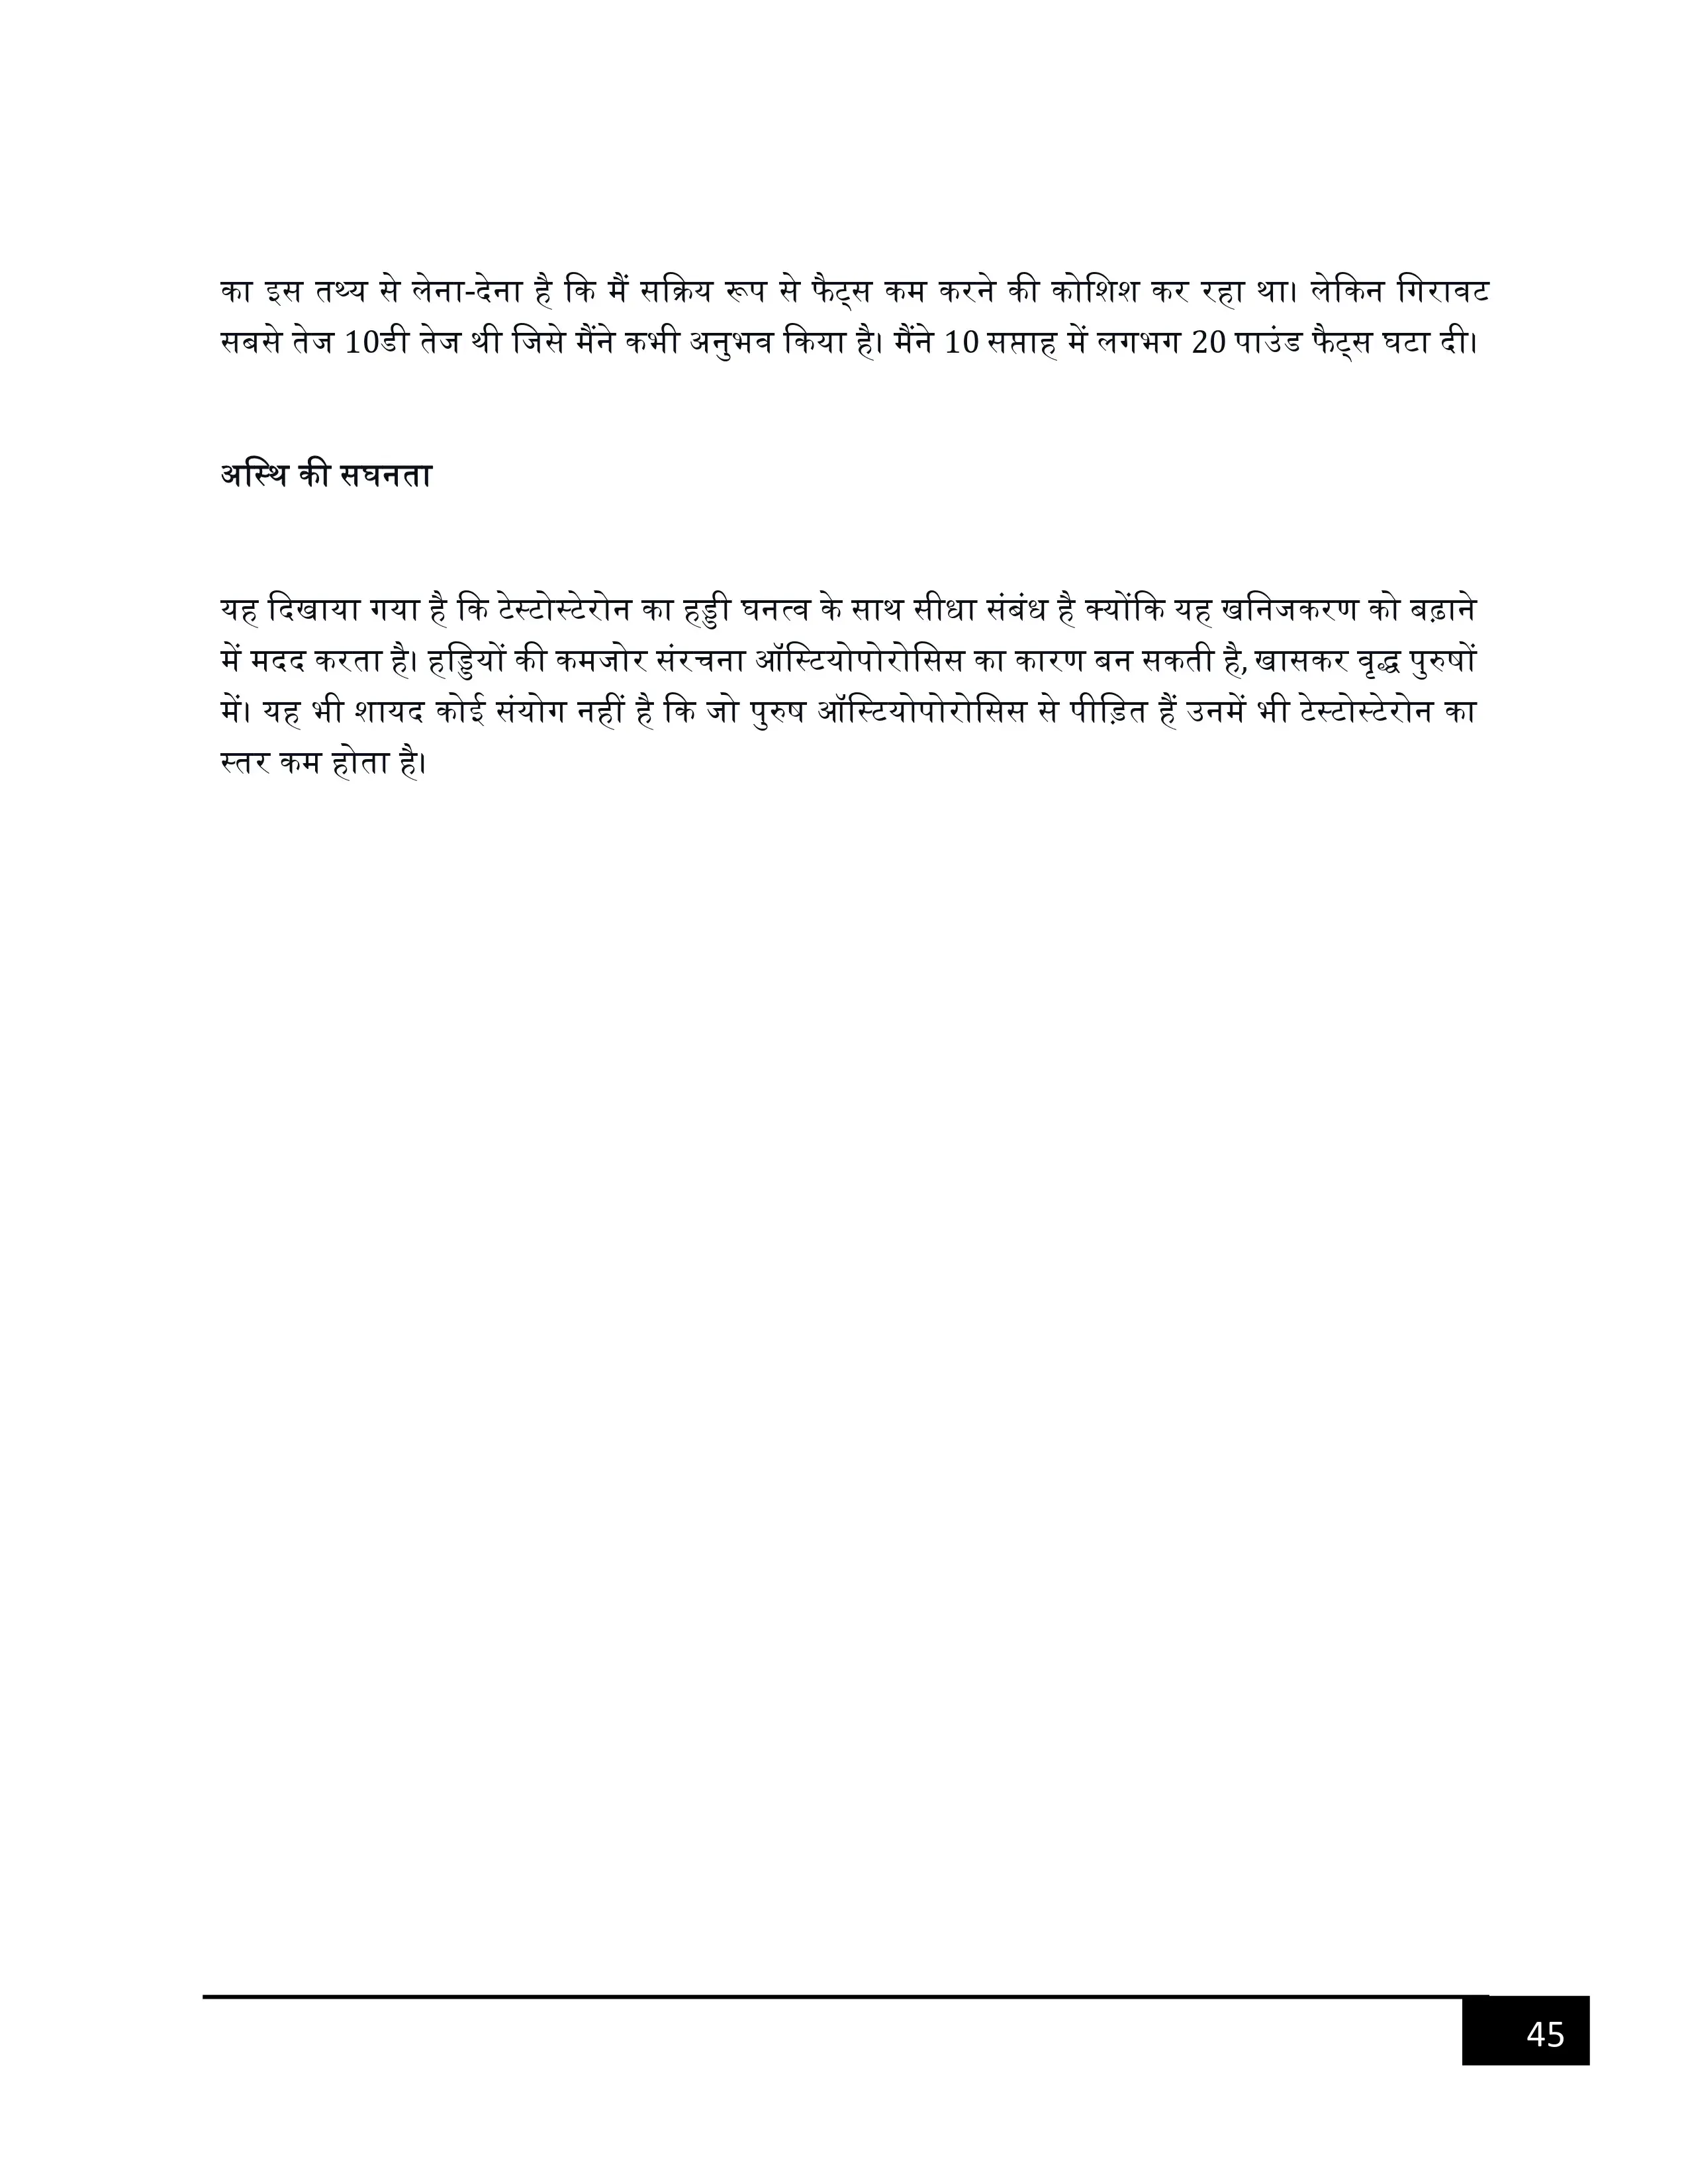 का इस तथ्य से लेना-देना है कि मैं सक्रिय रूप से फैट्स कम करने की कोशिश कर रहा था। लेकिन गिरावट
सबसे तेज 10डी तेज थी जिसे मैंने कभी अनुभव किया है। मैंने 10 सप्ताह में लगभग 20 पाउंड फैट्स घटा दी।
अस्थि की सघनता
यह दिखाया गया है कि टेस्टोस्टेरोन का हड्डी घनत्व के साथ सीधा संबंध है क्योंकि यह खनिजकरण को बढ़ाने
में मदद करता है। हड्डियों की कमजोर संरचना ऑस्टियोपोरोसिस का कारण बन सकती है, खासकर वृद्ध पुरुषों
में। यह भी शायद कोई संयोग नहीं है कि जो पुरुष ऑस्टियोपोरोसिस से पीड़ित हैं उनमें भी टेस्टोस्टेरोन का
स्तर कम होता है।
45